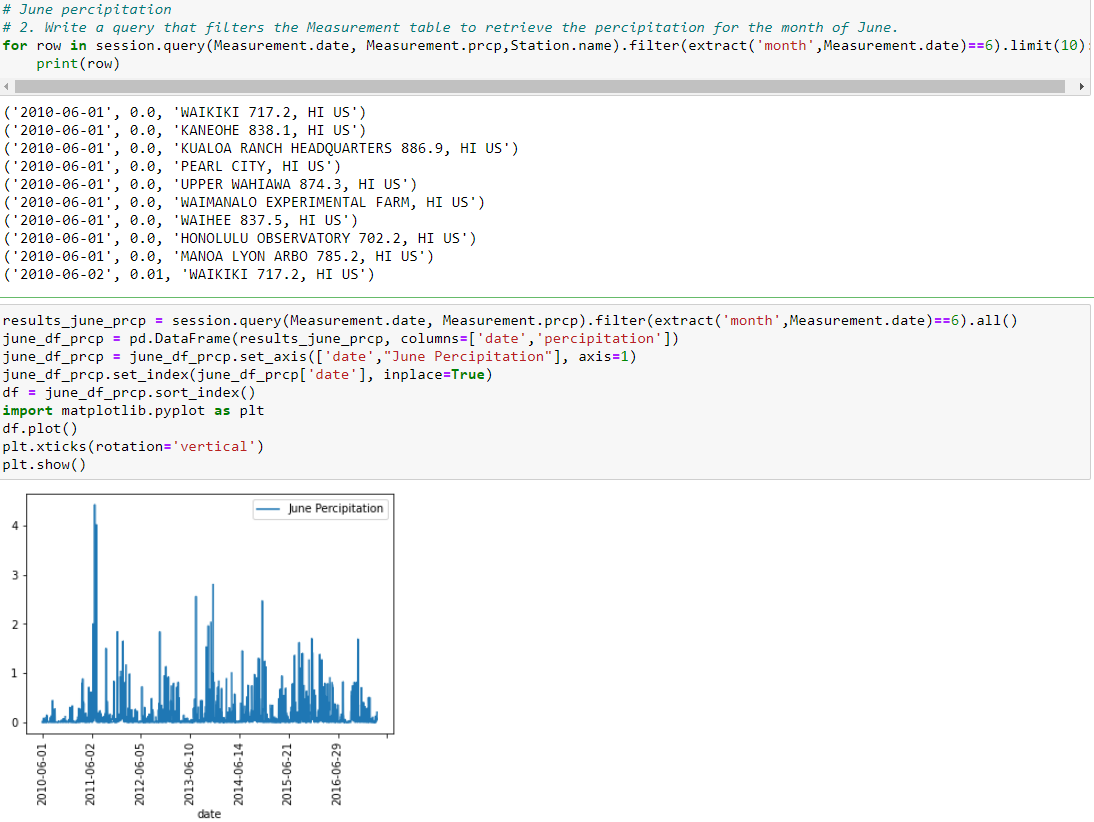 # June percipitation
# 2. Write a query that filters the Measurement table to retrieve the percipitation for the month of June.
for row in session.query(Measurement.date, Measurement.prcp,Station.name).filter(extract('month',Measurement.date)==6).limit(10):
    print(row)
('2010-06-01', 0.0, 'WAIKIKI 717.2, HI US')
('2010-06-01', 0.0, 'KANEOHE 838.1, HI US')
('2010-06-01', 0.0, 'KUALOA RANCH HEADQUARTERS 886.9, HI US')
('2010-06-01', 0.0, 'PEARL CITY, HI US')
('2010-06-01', 0.0, 'UPPER WAHIAWA 874.3, HI US')
('2010-06-01', 0.0, 'WAIMANALO EXPERIMENTAL FARM, HI US')
('2010-06-01', 0.0, 'WAIHEE 837.5, HI US')
('2010-06-01', 0.0, 'HONOLULU OBSERVATORY 702.2, HI US')
('2010-06-01', 0.0, 'MANOA LYON ARBO 785.2, HI US')
('2010-06-02', 0.01, 'WAIKIKI 717.2, HI US')
results_june_prcp = session.query(Measurement.date, Measurement.prcp).filter(extract('month',Measurement.date)==6).all()
june_df_prcp = pd.DataFrame(results_june_prcp, columns=['date','percipitation'])
june_df_prcp = june_df_prcp.set_axis(['date',"June Percipitation"], axis=1)
june_df_prcp.set_index(june_df_prcp['date'], inplace=True)
df = june_df_prcp.sort_index()
import matplotlib.pyplot as plt
df.plot()
plt.xticks(rotation='vertical')
plt.show()
June Percipitation
4
3
2
1
0
2010-06-01
2011-06-02
2012-06-05
2013-06-10
2014-06-14
2015-06-21
2016-06-29
date